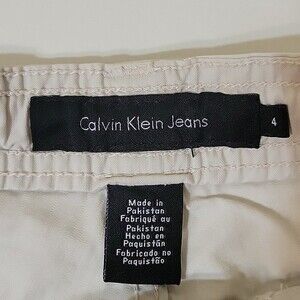 Calvin Klein Jeans
4
Made in
Pakistan
Fabriqué au
Pakistan
Hecho en
Paquistán
Fabricado no
Paquistão